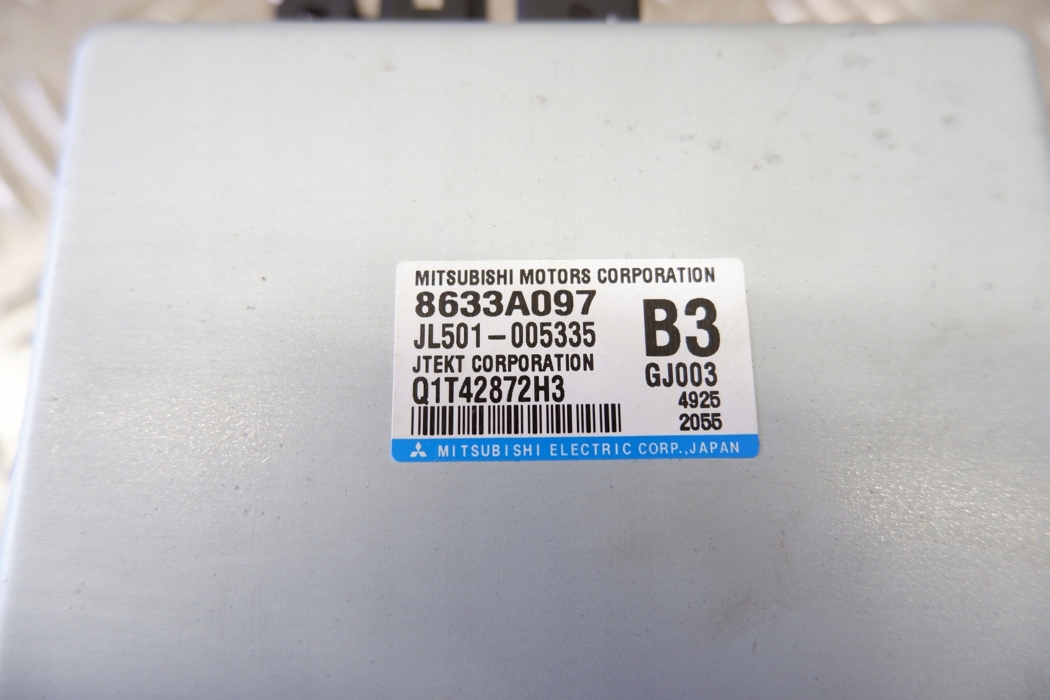 MITSUBISHI MOTORS CORPORATION
8633A097
B3
JL501-005335
JTEKT CORPORATION
GJ003
Q1T42872H3
4925
2055
MITSUBISHI ELECTRIC CORP.,JAPAN